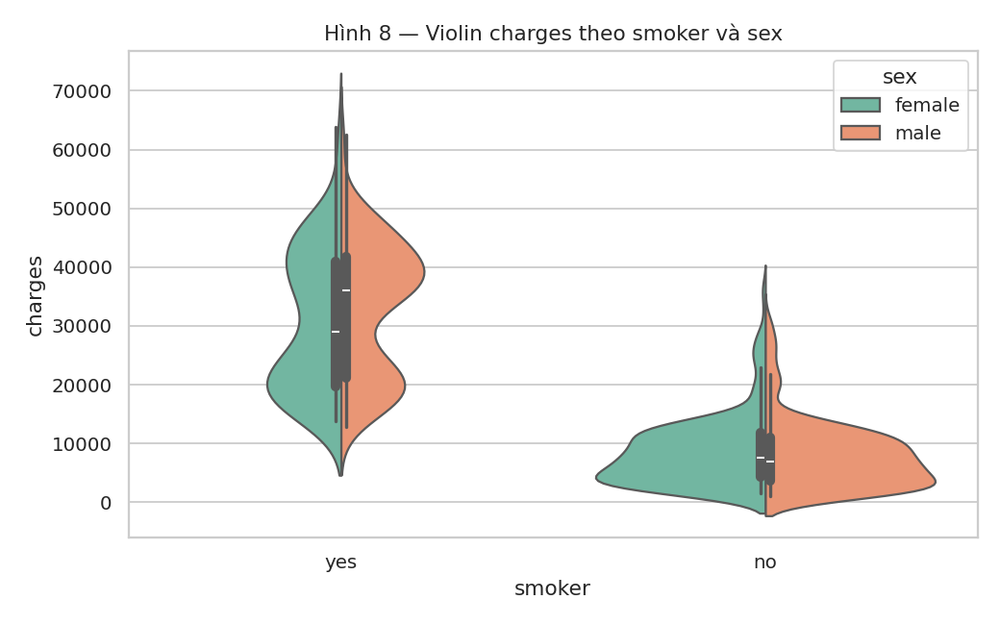 Hình 8 — Violin charges theo smoker và sex
sex
female
male
70000
60000
50000
40000
30000
20000
10000
0
charges
yes
no
smoker